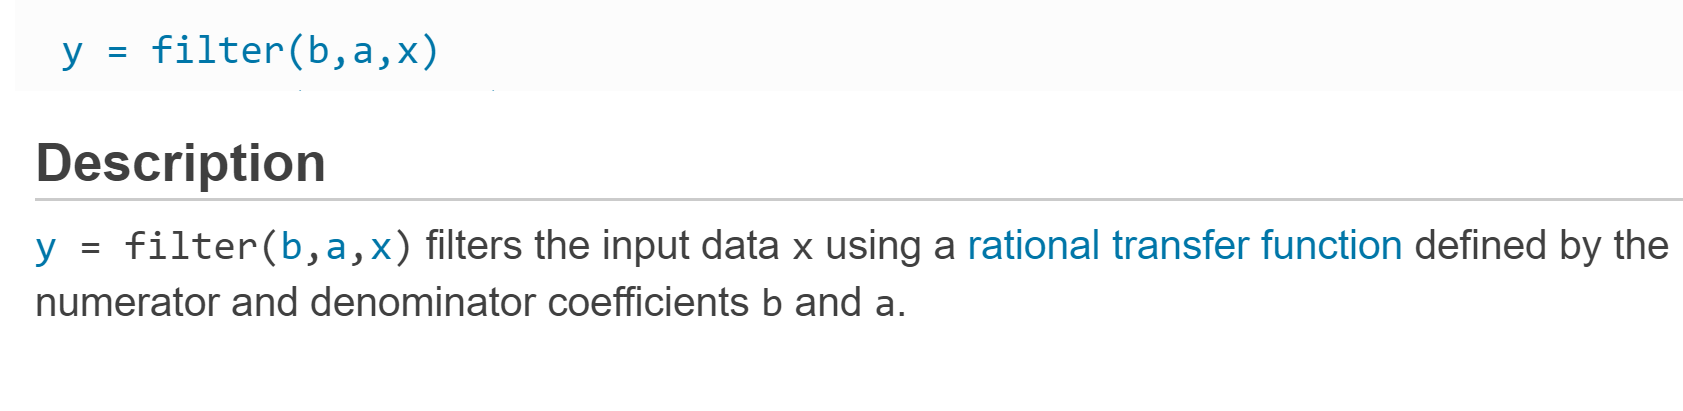 y = filter(b,a,x)
Description
y = filter(b,a,x) filters the input data x using a rational transfer function defined by the
numerator and denominator coefficients b and a.